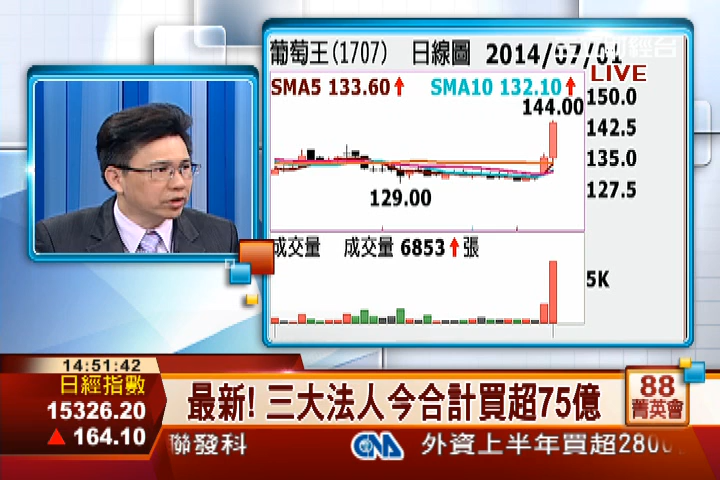 財經台
葡萄王(1707) 日線圖 2014/07/01
LIVE
SMA5 133.60 SMA10 132.10
144.00
150.0
142.5
135.0
127.5
129.00
成交量 成交量 6853 張
5K
14:51:42
日經指數
15326.20
164.10
最新! 三大法人今合計買超75億
88
菁英會
聯發科 CNA 外資上半年買超280